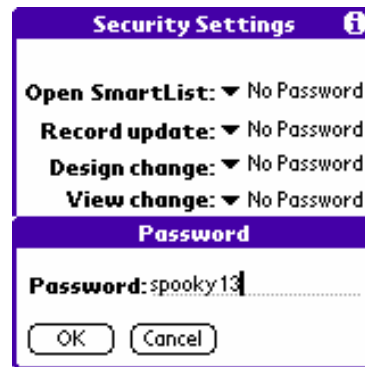 Security Settings i
Open SmartList: No Password
Record update: No Password
Design change: No Password
View change: No Password
Password
Password: spooky13
OK Cancel